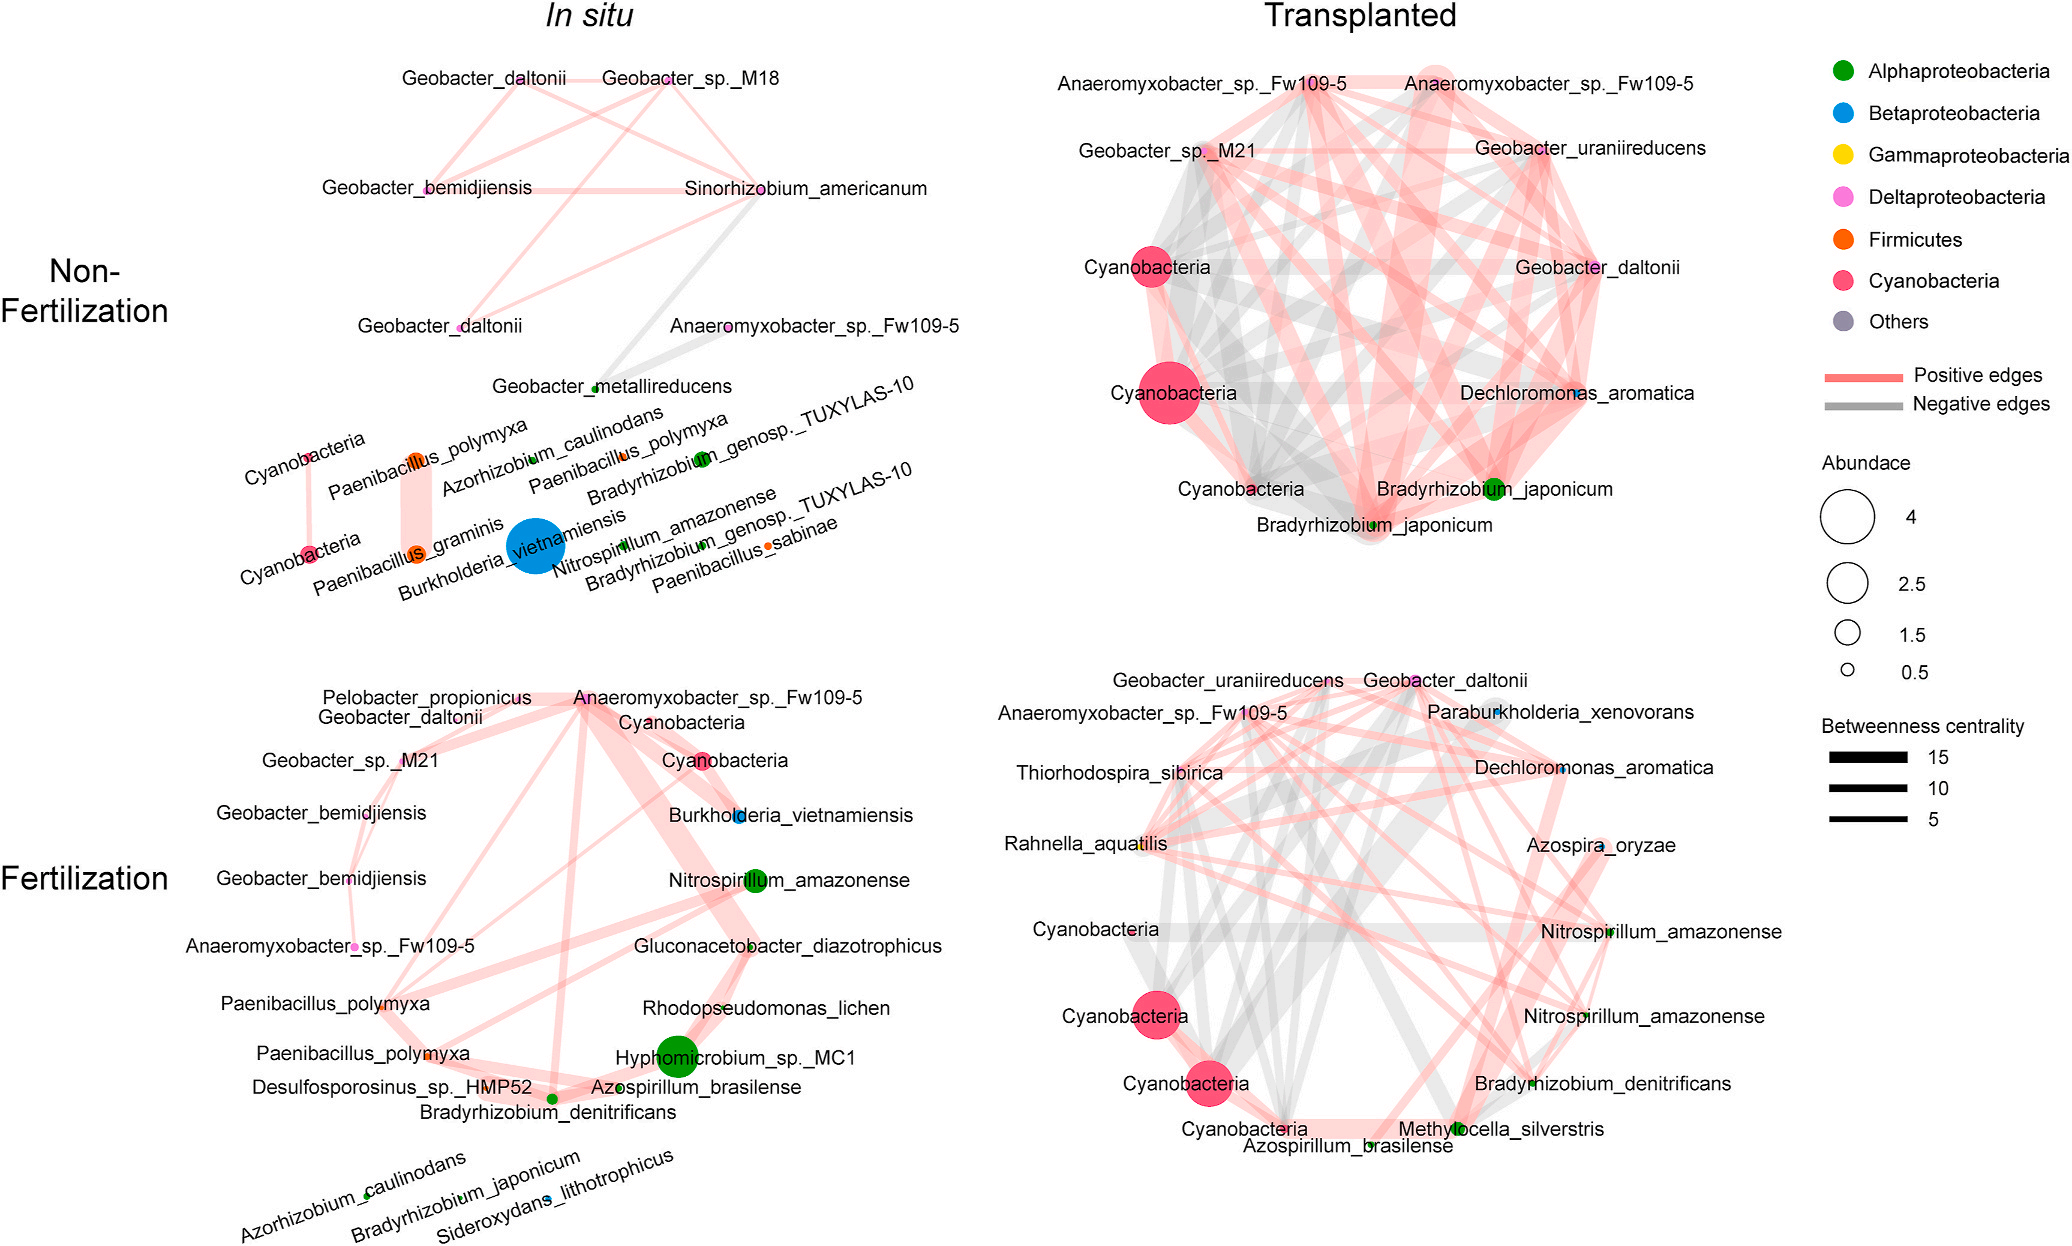 In situ
Transplanted
Non-
Fertilization
Geobacter_daltonii
Geobacter_sp._M18
Geobacter_bemidjiensis
Sinorhizobium_americanum
Geobacter_daltonii
Anaeromyxobacter_sp._Fw109-5
Geobacter_metallireducens
Cyanobacteria
Paenibacillus_polymyxa
Azorhizobium_caulinodans
Paenibacillus_polymyxa
Bradyrhizobium_genosp._TUXYLAS-10
Cyanobacteria
Paenibacillus_graminis
Burkholderia_vietnamiensis
Nitrospirillum_amazonense
Bradyrhizobium_genosp._TUXYLAS-10
Paenibacillus_sabinae
Anaeromyxobacter_sp._Fw109-5
Anaeromyxobacter_sp._Fw109-5
Geobacter_sp._M21
Geobacter_uraniireducens
Cyanobacteria
Geobacter_daltonii
Cyanobacteria
Dechloromonas_aromatica
Cyanobacteria
Bradyrhizobium_japonicum
Bradyrhizobium_japonicum
Alphaproteobacteria
Betaproteobacteria
Gammaproteobacteria
Deltaproteobacteria
Firmicutes
Cyanobacteria
Others
Positive edges
Negative edges
Abundace
4
2.5
1.5
0.5
Betweenness centrality
15
10
5
Fertilization
Pelobacter_propionicus
Anaeromyxobacter_sp._Fw109-5
Geobacter_daltonii
Cyanobacteria
Geobacter_sp._M21
Cyanobacteria
Geobacter_bemidjiensis
Burkholderia_vietnamiensis
Geobacter_bemidjiensis
Nitrospirillum_amazonense
Anaeromyxobacter_sp._Fw109-5
Gluconacetobacter_diazotrophicus
Paenibacillus_polymyxa
Rhodopseudomonas_lichen
Paenibacillus_polymyxa
Hyphomicrobium_sp._MC1
Desulfosporosinus_sp._HMP52
Azospirillum_brasilense
Bradyrhizobium_denitrificans
Azorhizobium_caulinodans
Bradyrhizobium_japonicum
Sideroxydans_lithotrophicus
Geobacter_uraniireducens
Geobacter_daltonii
Anaeromyxobacter_sp._Fw109-5
Paraburkholderia_xenovorans
Thiorhodospira_sibirica
Dechloromonas_aromatica
Rahnella_aquatilis
Azospira_oryzae
Cyanobacteria
Nitrospirillum_amazonense
Cyanobacteria
Nitrospirillum_amazonense
Cyanobacteria
Bradyrhizobium_denitrificans
Cyanobacteria
Methylocella_silverstris
Azospirillum_brasilense